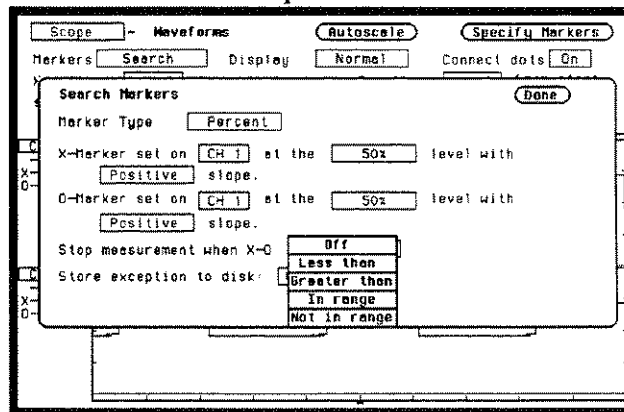 Scope - Waveforms Autoscale Specify Markers
Markers Search Display Normal Connect dots On
Search Markers Done
Marker Type Percent
X-Marker set on CH 1 at the 50% level with
Positive slope.
O-Marker set on CH 1 at the 50% level with
Positive slope.
Stop measurement when X-O Off
Less than
Store exception to disk: Greater than
In range
Not in range